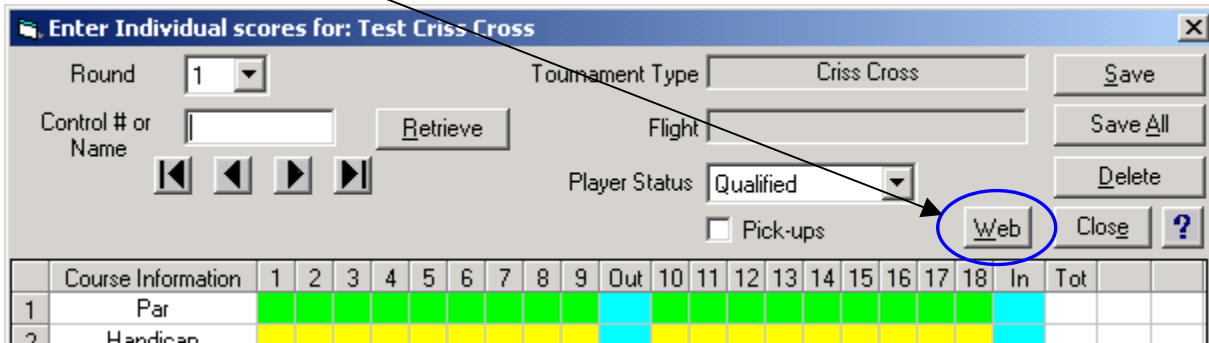 Enter Individual scores for: Test Criss Cross
Round 1 Tournament Type Criss Cross Save
Control # or Name Retrieve Flight Save All
Player Status Qualified Delete
Pick-ups Web Close ?
Course Information 1 2 3 4 5 6 7 8 9 Out 10 11 12 13 14 15 16 17 18 In Tot
1 Par
2 Handicap